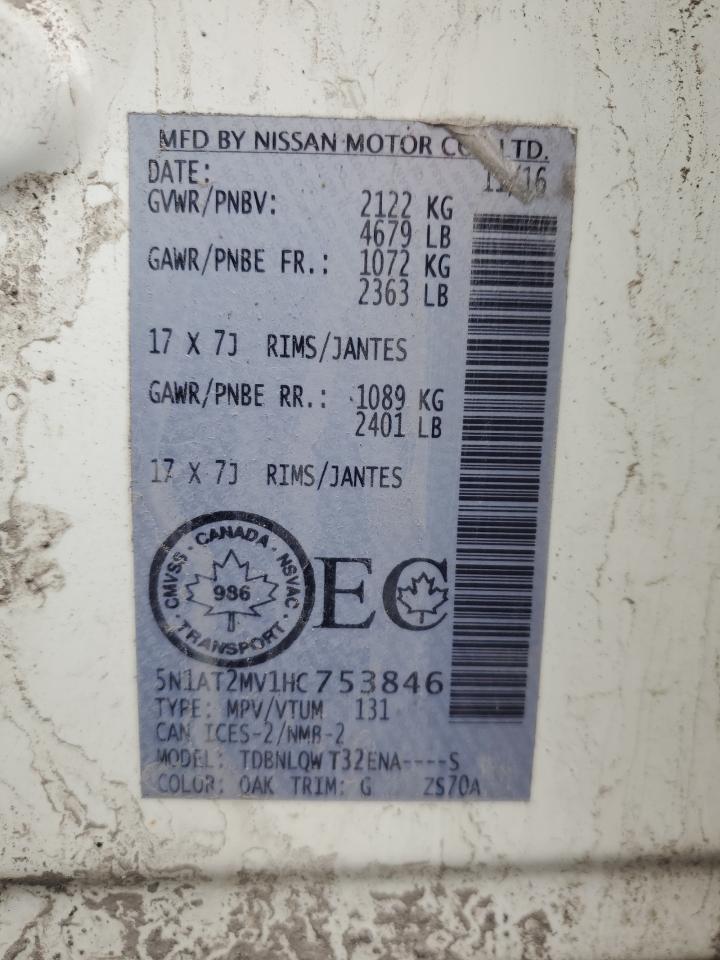 MFD BY NISSAN MOTOR CO., LTD.
DATE: 11/16
GVWR/PNBV: 2122 KG
4679 LB
GAWR/PNBE FR.: 1072 KG
2363 LB
17 X 7J RIMS/JANTES
GAWR/PNBE RR.: 1089 KG
2401 LB
17 X 7J RIMS/JANTES
CMVSS · CANADA · NSVAC
986
· TRANSPORT ·
EC
5N1AT2MV1HC753846
TYPE: MPV/VTUM 131
CAN ICES-2/NMB-2
MODEL: TDBNLQW T32ENA----S
COLOR: QAK TRIM: G ZS70A